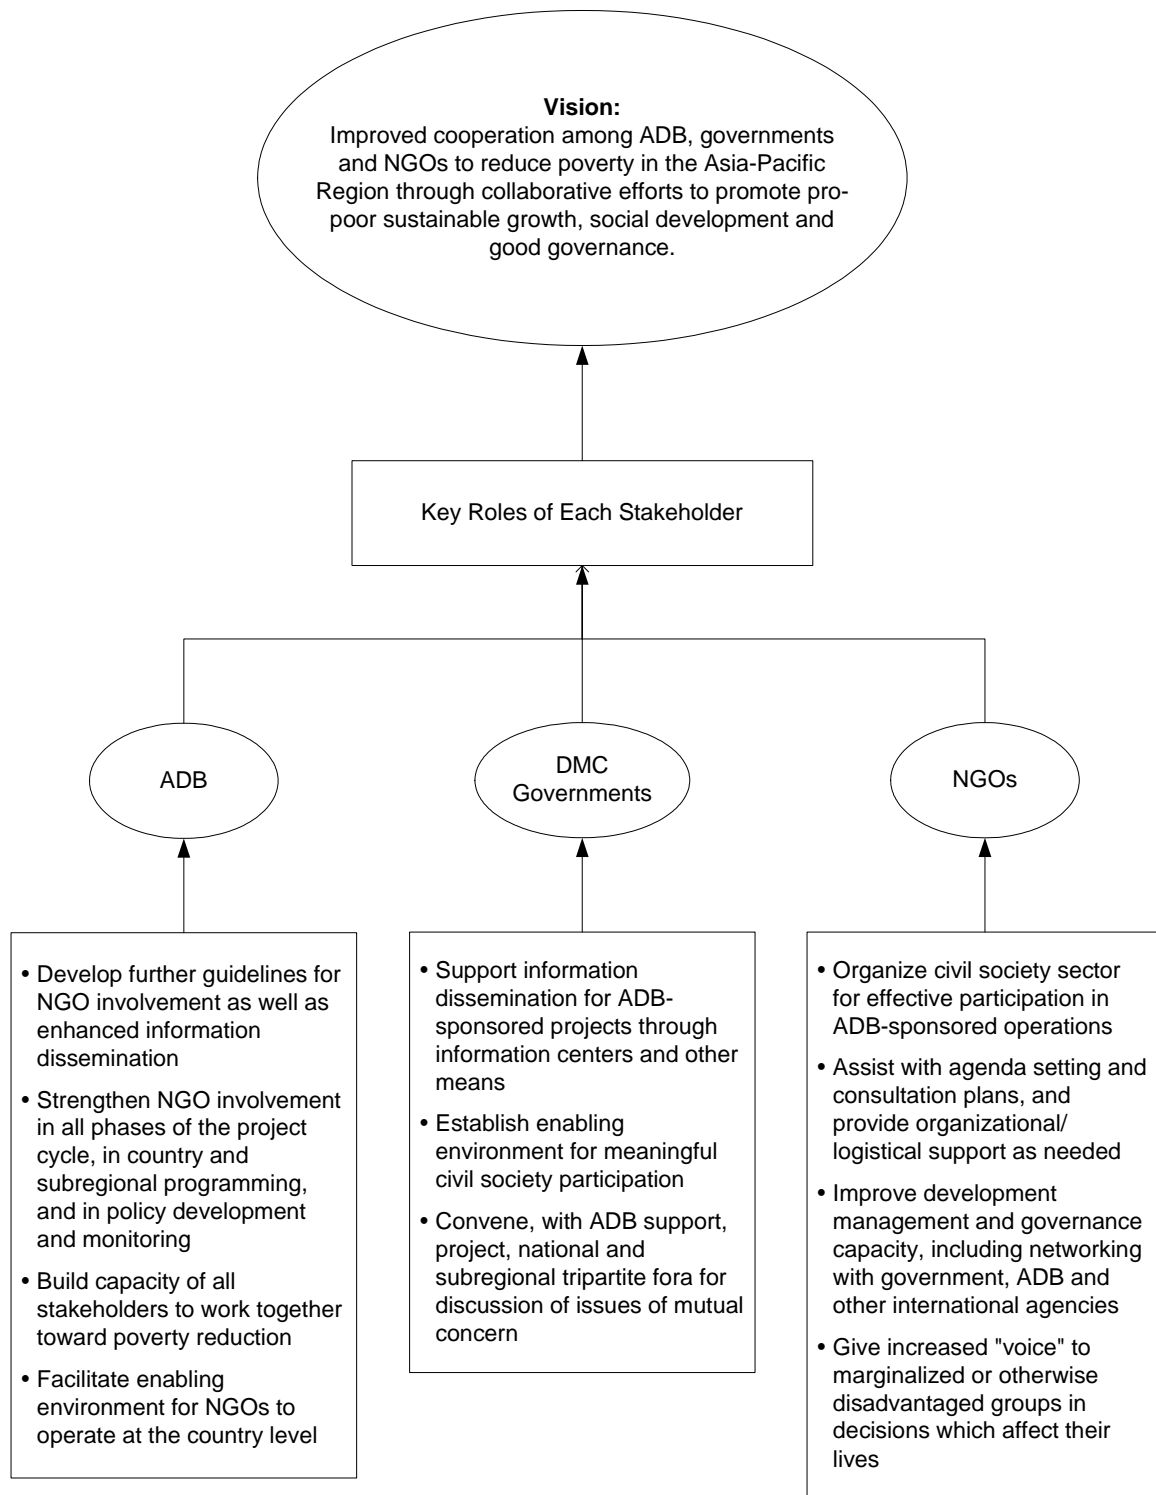 Vision:
Improved cooperation among ADB, governments
and NGOs to reduce poverty in the Asia-Pacific
Region through collaborative efforts to promote pro-
poor sustainable growth, social development and
good governance.
Key Roles of Each Stakeholder
ADB
DMC
Governments
NGOs
• Develop further guidelines for
NGO involvement as well as
enhanced information
dissemination
• Strengthen NGO involvement
in all phases of the project
cycle, in country and
subregional programming,
and in policy development
and monitoring
• Build capacity of all
stakeholders to work together
toward poverty reduction
• Facilitate enabling
environment for NGOs to
operate at the country level
• Support information
dissemination for ADB-
sponsored projects through
information centers and other
means
• Establish enabling
environment for meaningful
civil society participation
• Convene, with ADB support,
project, national and
subregional tripartite fora for
discussion of issues of mutual
concern
• Organize civil society sector
for effective participation in
ADB-sponsored operations
• Assist with agenda setting and
consultation plans, and
provide organizational/
logistical support as needed
• Improve development
management and governance
capacity, including networking
with government, ADB and
other international agencies
• Give increased "voice" to
marginalized or otherwise
disadvantaged groups in
decisions which affect their
lives